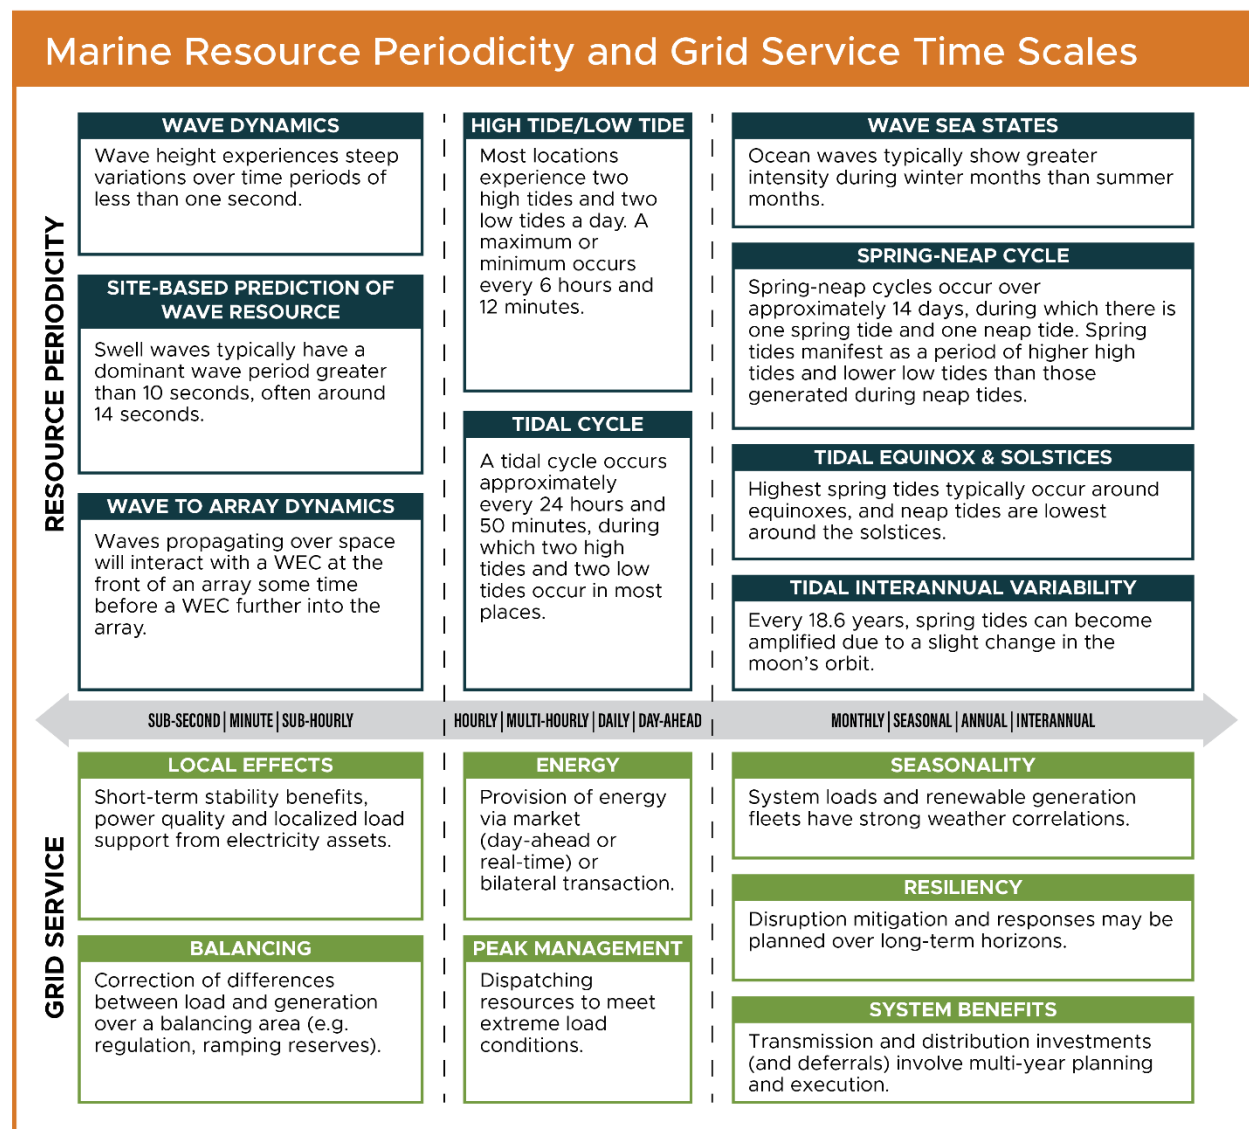 Marine Resource Periodicity and Grid Service Time Scales
RESOURCE PERIODICITY
WAVE DYNAMICS
Wave height experiences steep
variations over time periods of
less than one second.
SITE-BASED PREDICTION OF
WAVE RESOURCE
Swell waves typically have a
dominant wave period greater
than 10 seconds, often around
14 seconds.
WAVE TO ARRAY DYNAMICS
Waves propagating over space
will interact with a WEC at the
front of an array some time
before a WEC further into the
array.
HIGH TIDE/LOW TIDE
Most locations
experience two
high tides and two
low tides a day. A
maximum or
minimum occurs
every 6 hours and
12 minutes.
TIDAL CYCLE
A tidal cycle occurs
approximately
every 24 hours and
50 minutes, during
which two high
tides and two low
tides occur in most
places.
WAVE SEA STATES
Ocean waves typically show greater
intensity during winter months than summer
months.
SPRING-NEAP CYCLE
Spring-neap cycles occur over
approximately 14 days, during which there is
one spring tide and one neap tide. Spring
tides manifest as a period of higher high
tides and lower low tides than those
generated during neap tides.
TIDAL EQUINOX & SOLSTICES
Highest spring tides typically occur around
equinoxes, and neap tides are lowest
around the solstices.
TIDAL INTERANNUAL VARIABILITY
Every 18.6 years, spring tides can become
amplified due to a slight change in the
moon's orbit.
SUB-SECOND | MINUTE | SUB-HOURLY
HOURLY | MULTI-HOURLY | DAILY | DAY-AHEAD
MONTHLY | SEASONAL | ANNUAL | INTERANNUAL
GRID SERVICE
LOCAL EFFECTS
Short-term stability benefits,
power quality and localized load
support from electricity assets.
BALANCING
Correction of differences
between load and generation
over a balancing area (e.g.
regulation, ramping reserves).
ENERGY
Provision of energy
via market
(day-ahead or
real-time) or
bilateral transaction.
PEAK MANAGEMENT
Dispatching
resources to meet
extreme load
conditions.
SEASONALITY
System loads and renewable generation
fleets have strong weather correlations.
RESILIENCY
Disruption mitigation and responses may be
planned over long-term horizons.
SYSTEM BENEFITS
Transmission and distribution investments
(and deferrals) involve multi-year planning
and execution.